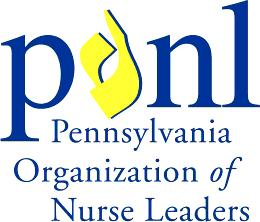 ponl
Pennsylvania
Organization of
Nurse Leaders